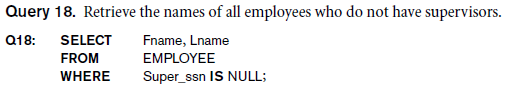 Query 18. Retrieve the names of all employees who do not have supervisors.
Q18: SELECT Fname, Lname
FROM EMPLOYEE
WHERE Super_ssn IS NULL;